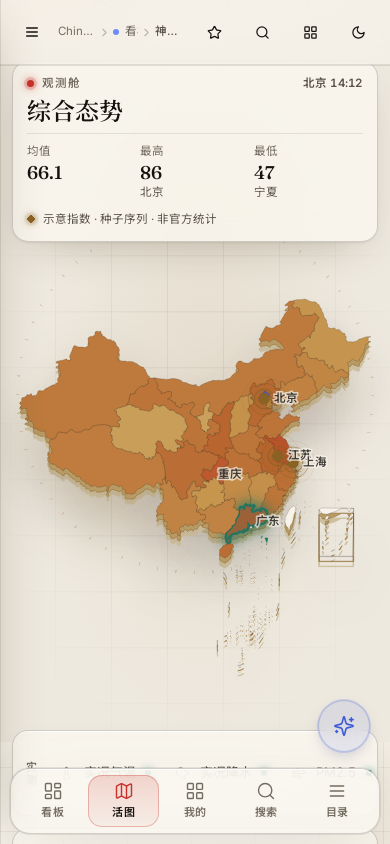 Chin... › 看 › 神...
观测舱 北京 14:12
综合态势
均值 最高 最低
66.1 86 47
北京 宁夏
示意指数 · 种子序列 · 非官方统计
北京
江苏
上海
重庆
广东
看板 活图 我的 搜索 目录